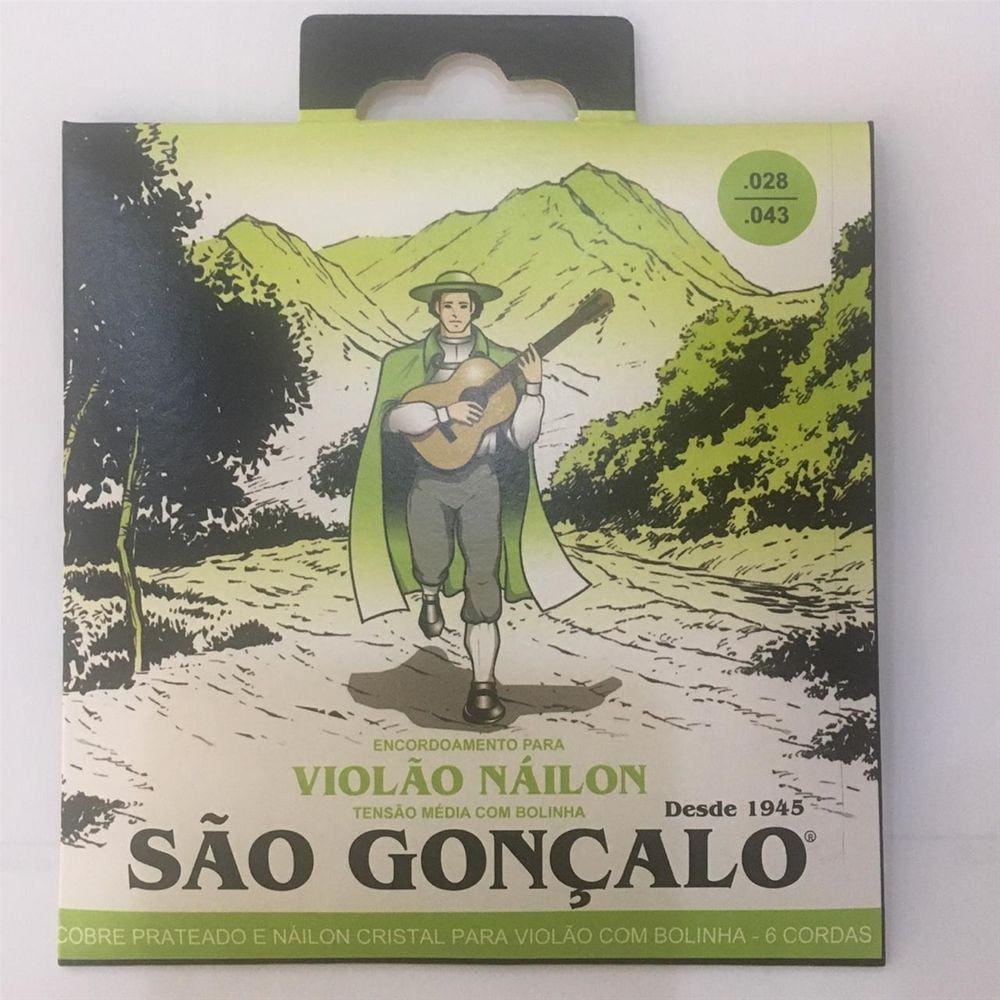 .028
.043
ENCORDOAMENTO PARA
VIOLÃO NÁILON
TENSÃO MÉDIA COM BOLINHA
Desde 1945
SÃO GONÇALO®
COBRE PRATEADO E NÁILON CRISTAL PARA VIOLÃO COM BOLINHA - 6 CORDAS